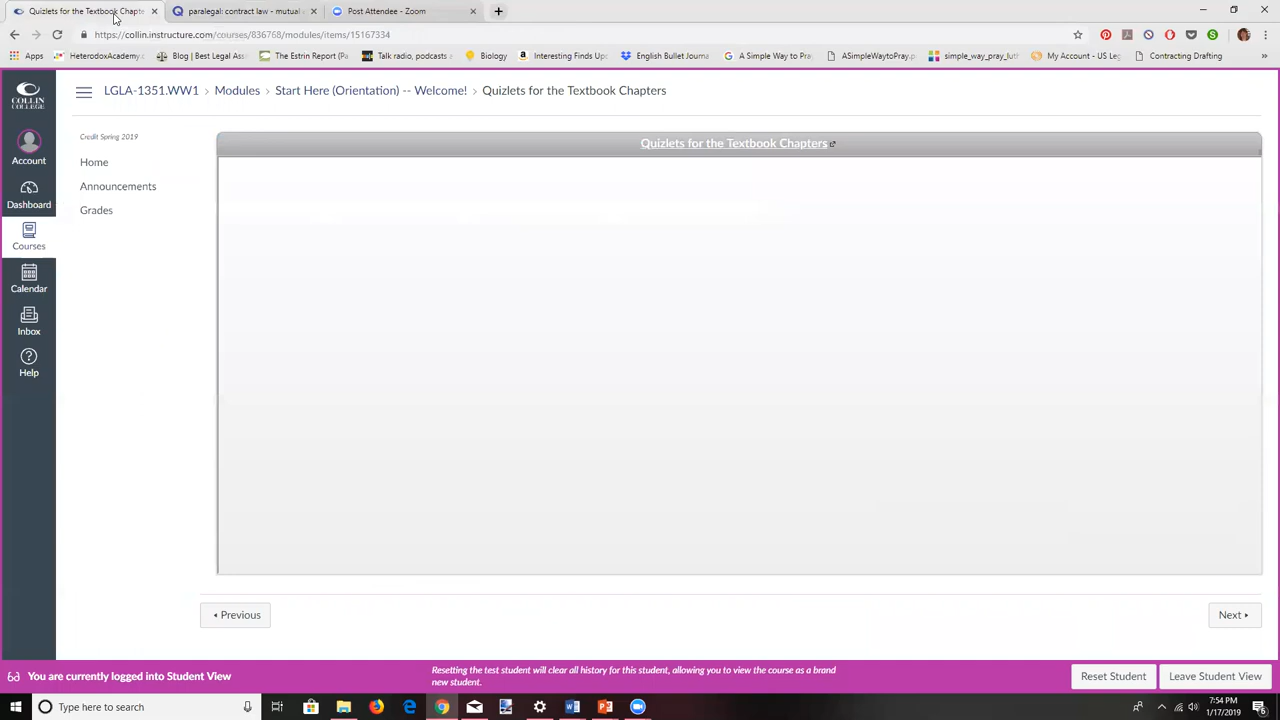 Quizlets for the Textbook Chapte
paralegal: contract law - mutual
Post Attendee - Zoom
https://collin.instructure.com/courses/836768/modules/items/15167334
Apps
HeterodoxAcademy.
Blog | Best Legal Assi
The Estrin Report (Pa
Talk radio, podcasts (
Biology
Interesting Finds Up
English Bullet Journal
A Simple Way to Pra
ASimpleWaytoPray.p
simple_way_pray_luth
My Account - US Leg
Contracting Drafting
COLLIN COLLEGE
LGLA-1351.WW1 › Modules › Start Here (Orientation) -- Welcome! › Quizlets for the Textbook Chapters
Credit Spring 2019
Home
Announcements
Grades
Account
Dashboard
Courses
Calendar
Inbox
Help
Quizlets for the Textbook Chapters
Previous
Next
You are currently logged into Student View
Resetting the test student will clear all history for this student, allowing you to view the course as a brand
new student.
Reset Student
Leave Student View
Type here to search
7:54 PM
1/17/2019